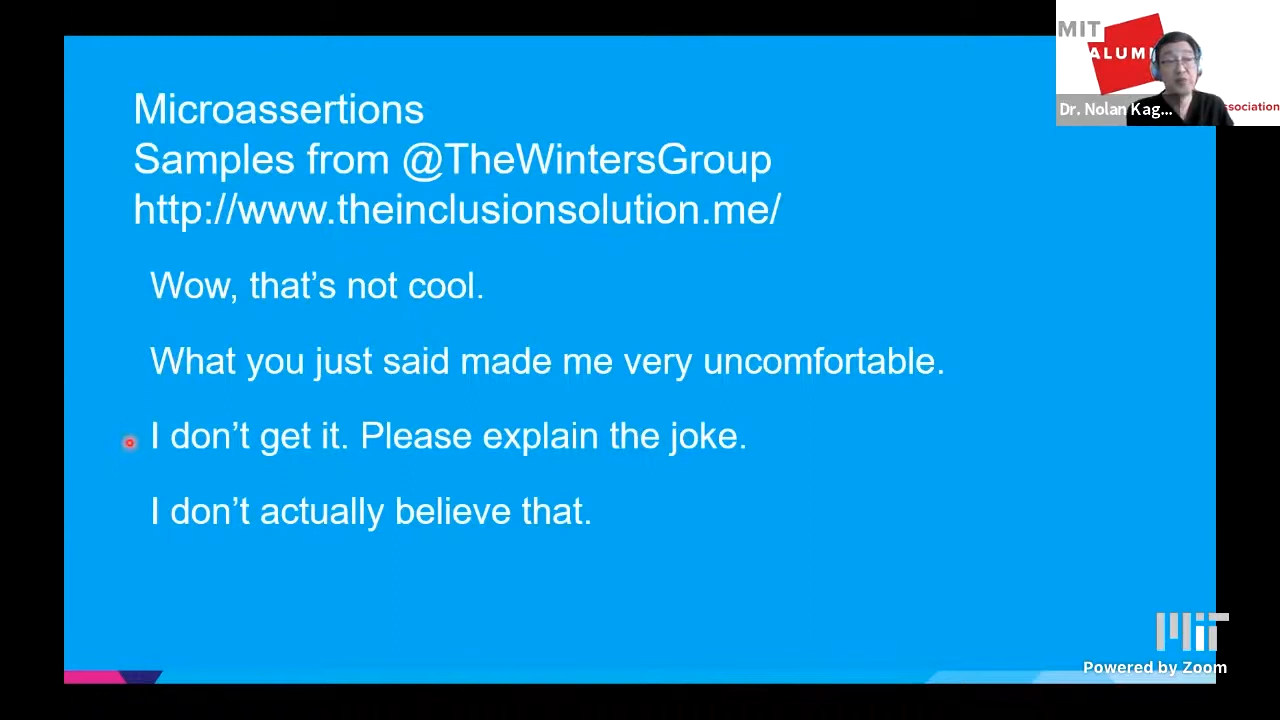 Microassertions
Samples from @TheWintersGroup
http://www.theinclusionsolution.me/
Wow, that’s not cool.
What you just said made me very uncomfortable.
I don’t get it. Please explain the joke.
I don’t actually believe that.
MIT
ALUM
Dr. Nolan Kag...
ssociation
MIT
Powered by Zoom